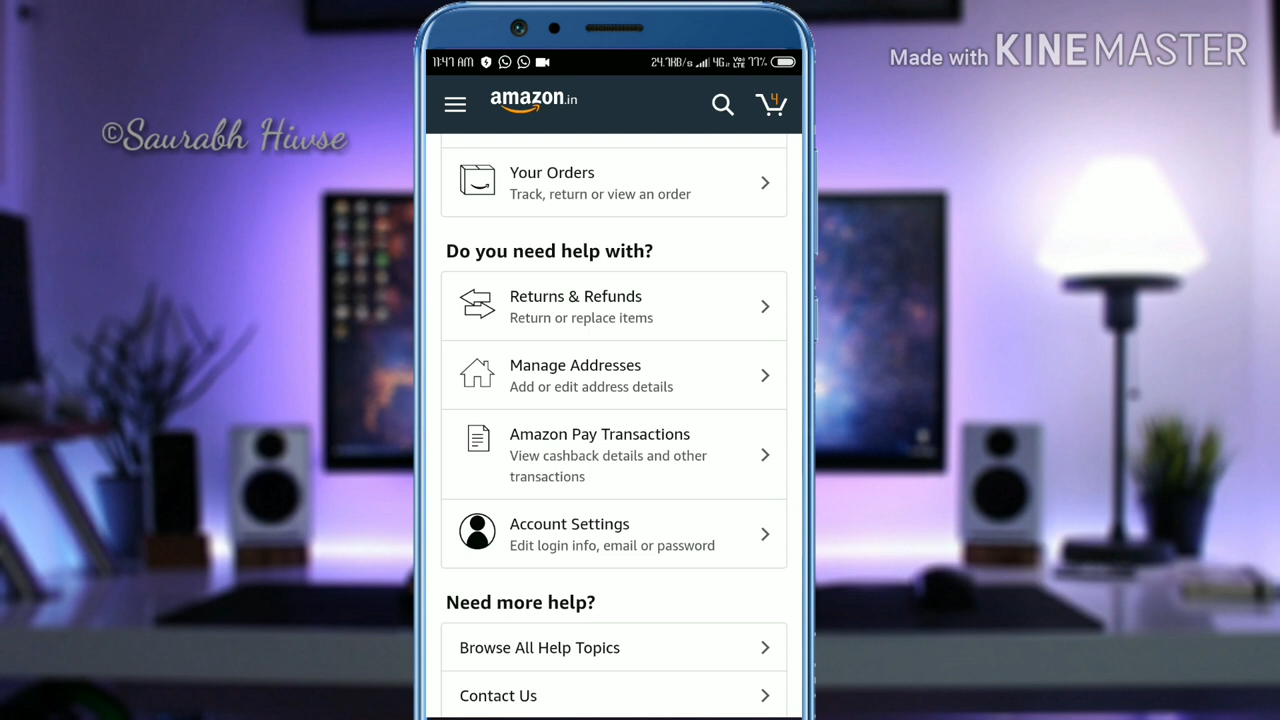 Made with KINEMASTER
©Saurabh Hiwse
11:47 AM
24.7KB/s 4G VoLTE 77%
amazon.in
4
Your Orders
Track, return or view an order
Do you need help with?
Returns & Refunds
Return or replace items
Manage Addresses
Add or edit address details
Amazon Pay Transactions
View cashback details and other
transactions
Account Settings
Edit login info, email or password
Need more help?
Browse All Help Topics
Contact Us